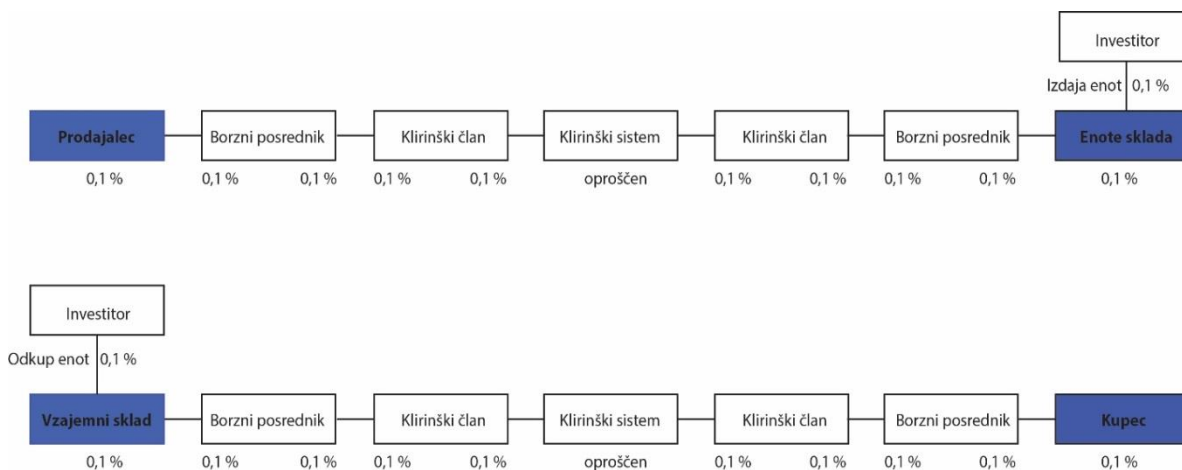 Investitor
Izdaja enot 0,1 %
Prodajalec Borzni posrednik Klirinški član Klirinški sistem Klirinški član Borzni posrednik Enote sklada
0,1 % 0,1 % 0,1 % 0,1 % 0,1 % oproščen 0,1 % 0,1 % 0,1 % 0,1 % 0,1 %
Investitor
Odkup enot 0,1 %
Vzajemni sklad Borzni posrednik Klirinški član Klirinški sistem Klirinški član Borzni posrednik Kupec
0,1 % 0,1 % 0,1 % 0,1 % 0,1 % oproščen 0,1 % 0,1 % 0,1 % 0,1 % 0,1 %